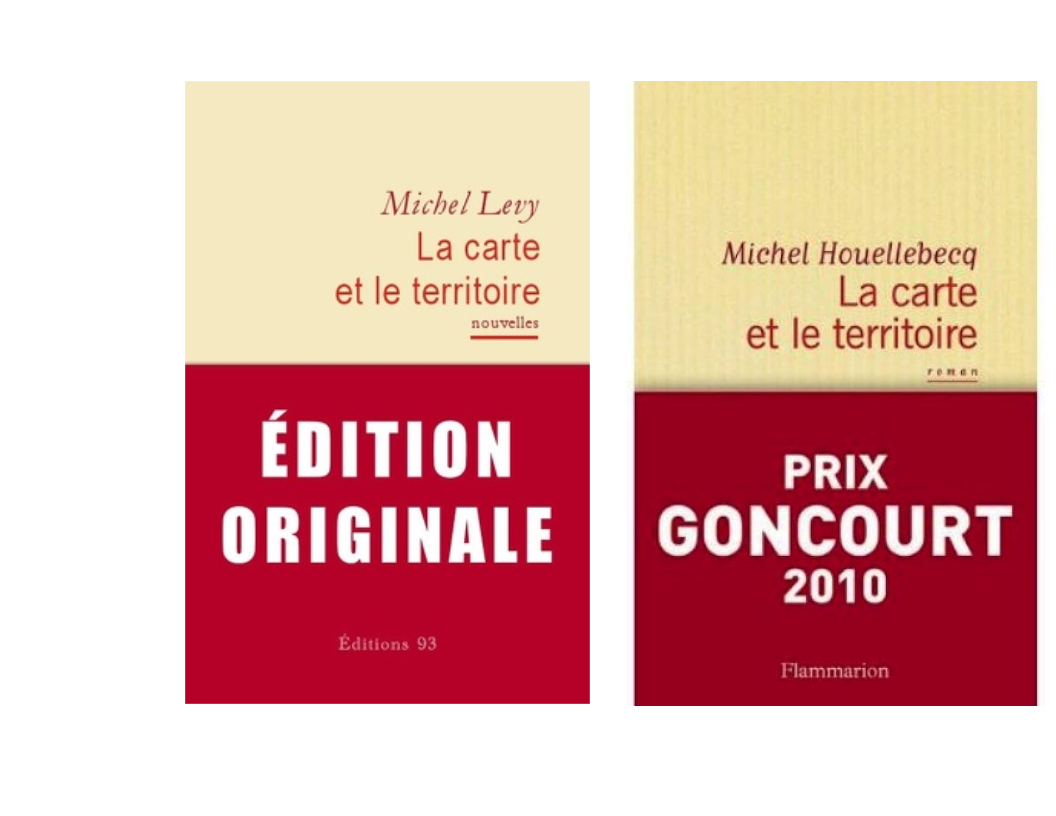 Michel Levy
La carte
et le territoire
nouvelles
ÉDITION
ORIGINALE
Éditions 93
Michel Houellebecq
La carte
et le territoire
roman
PRIX
GONCOURT
2010
Flammarion